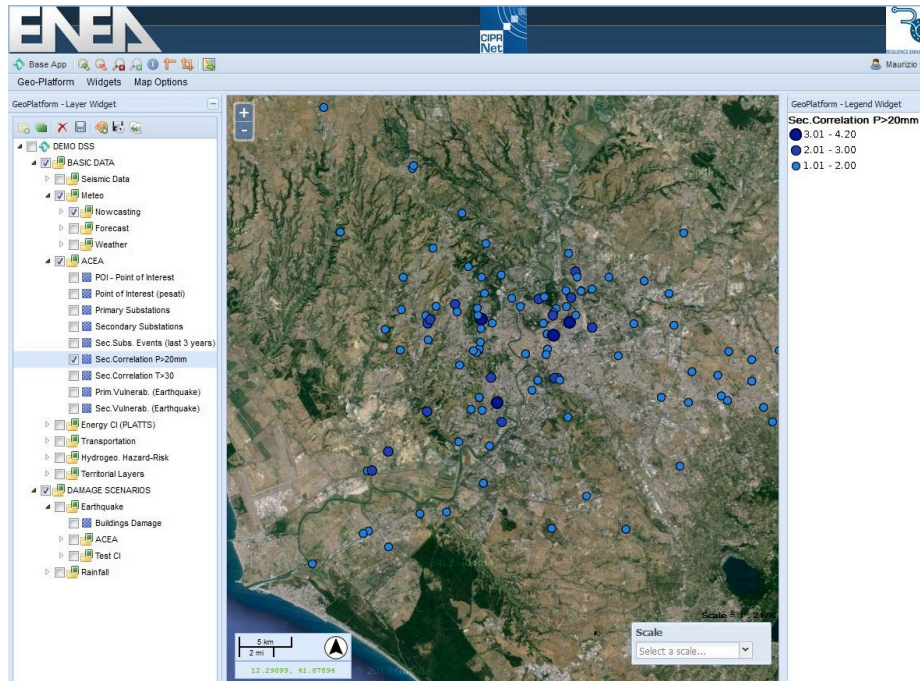 ENEA
CIPR
Net
Base App
Maurizio
Geo-Platform Widgets Map Options
GeoPlatform - Layer Widget
DEMO DSS
BASIC DATA
Seismic Data
Meteo
Nowcasting
Forecast
Weather
ACEA
POI - Point of Interest
Point of Interest (pesati)
Primary Substations
Secondary Substations
Sec.Subs. Events (last 3 years)
Sec.Correlation P>20mm
Sec.Correlation T>30
Prim.Vulnerab. (Earthquake)
Sec.Vulnerab. (Earthquake)
Energy CI (PLATTS)
Transportation
Hydrogeo. Hazard-Risk
Territorial Layers
DAMAGE SCENARIOS
Earthquake
Buildings Damage
ACEA
Test CI
Rainfall
+
-
5 km
2 mi
12.29099, 41.67894
Scale
Select a scale...
GeoPlatform - Legend Widget
Sec.Correlation P>20mm
3.01 - 4.20
2.01 - 3.00
1.01 - 2.00